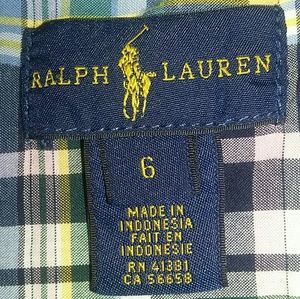 RALPH LAUREN
6
MADE IN
INDONESIA
FAIT EN
INDONESIE
RN 41381
CA 56658